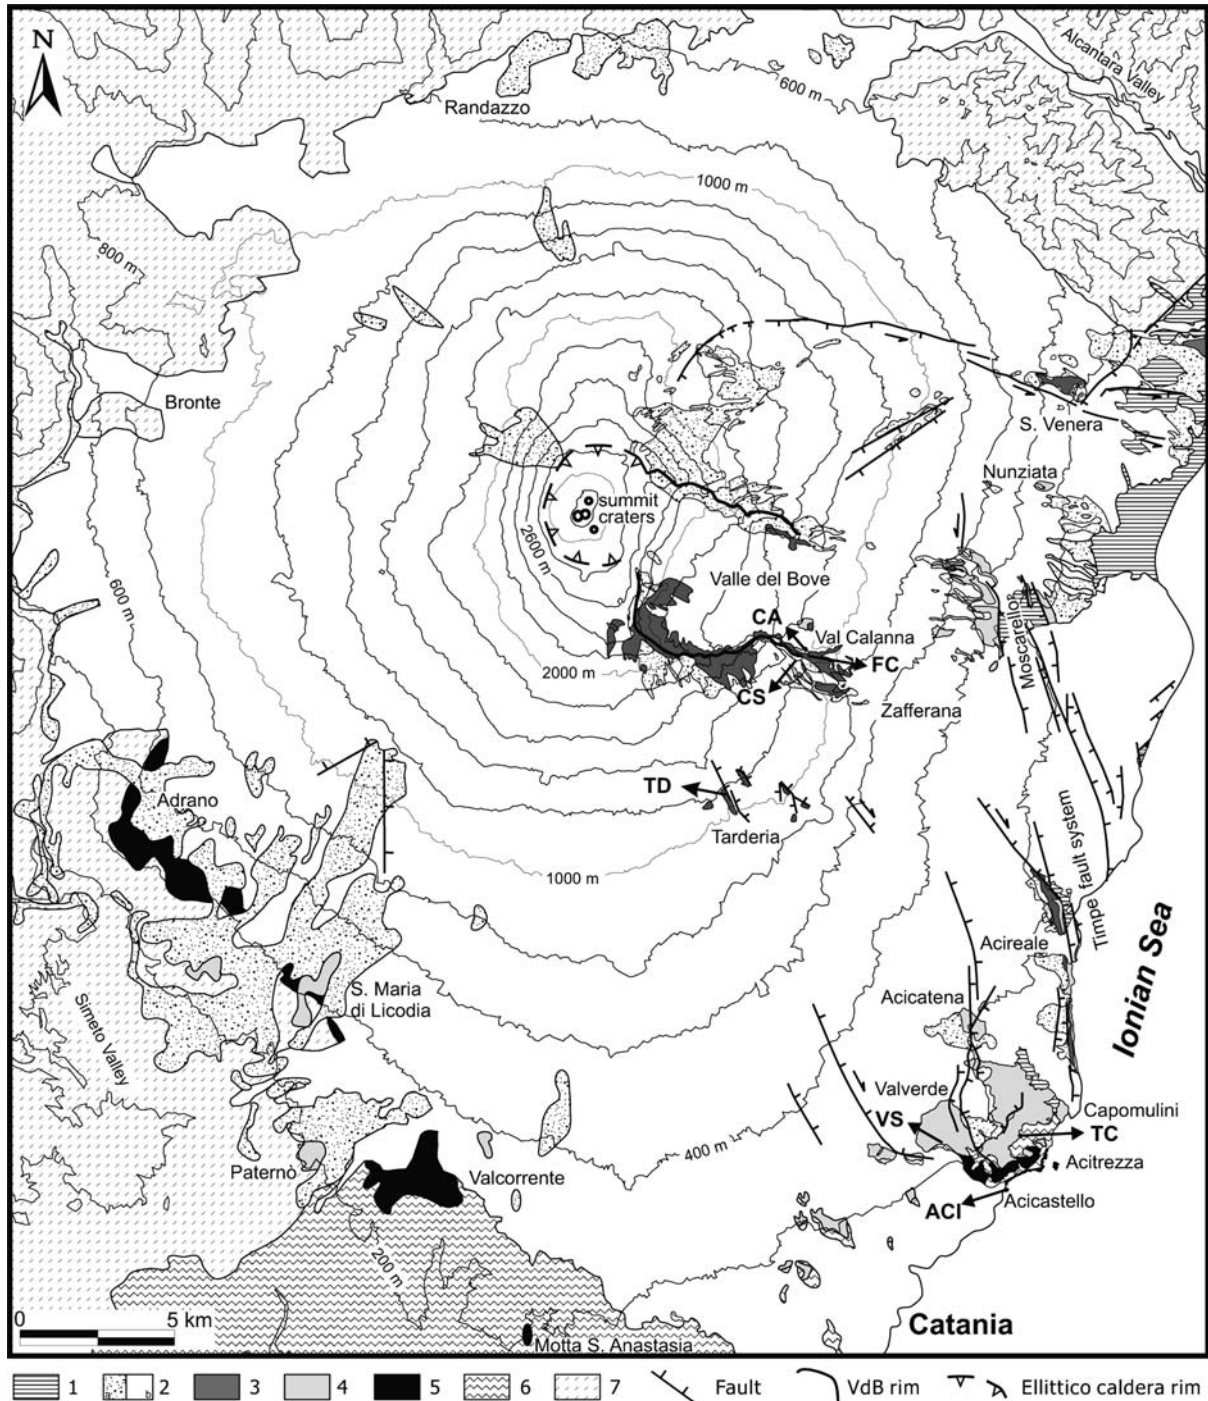 N
Randazzo
600 m
Alcantara Valley
1000 m
800 m
Bronte
S. Venera
Nunziata
summit
craters
2600 m
600 m
Valle del Bove
CA
Val Calanna
FC
Moscarello
2000 m
CS
Zafferana
TD
Tarderia
Adrano
1000 m
Timpe fault system
Acireale
Ionian Sea
S. Maria
di Licodia
Acicatena
Simeto Valley
Valverde
VS
Capomulini
TC
400 m
Paternò
Valcorrente
Acitrezza
ACI
Acicastello
200 m
0 5 km
Catania
Motta S. Anastasia
1 a b 2 3 4 5 6 7 Fault VdB rim Ellittico caldera rim